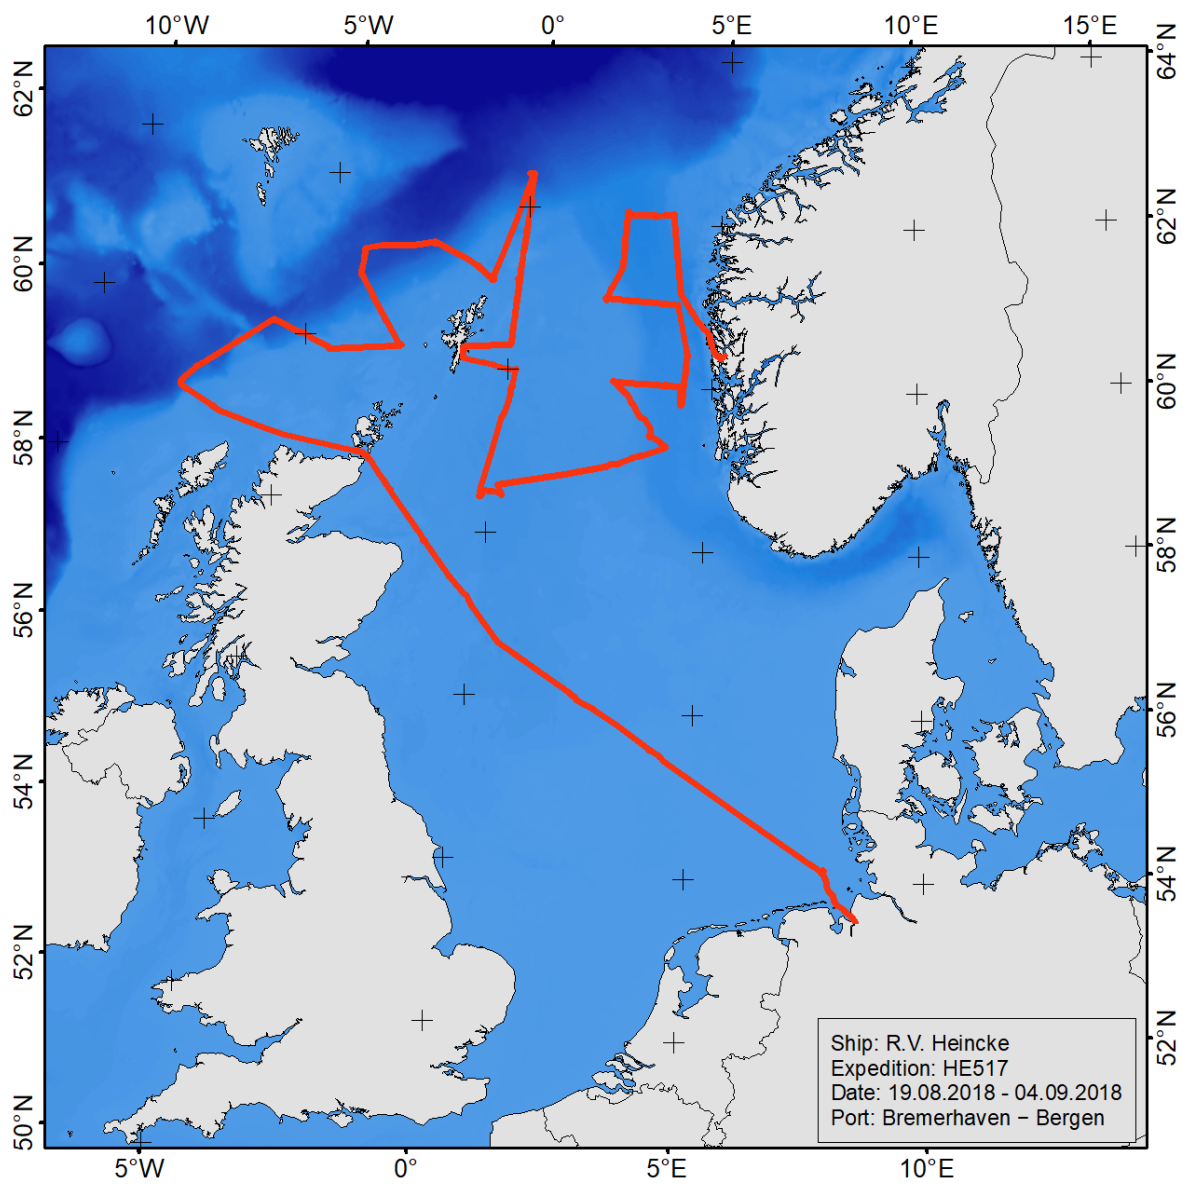 10°W 5°W 0° 5°E 10°E 15°E
64°N
62°N
62°N
60°N
60°N
58°N
58°N
56°N
56°N
54°N
54°N
52°N
52°N
50°N
Ship: R.V. Heincke
Expedition: HE517
Date: 19.08.2018 - 04.09.2018
Port: Bremerhaven – Bergen
5°W 0° 5°E 10°E